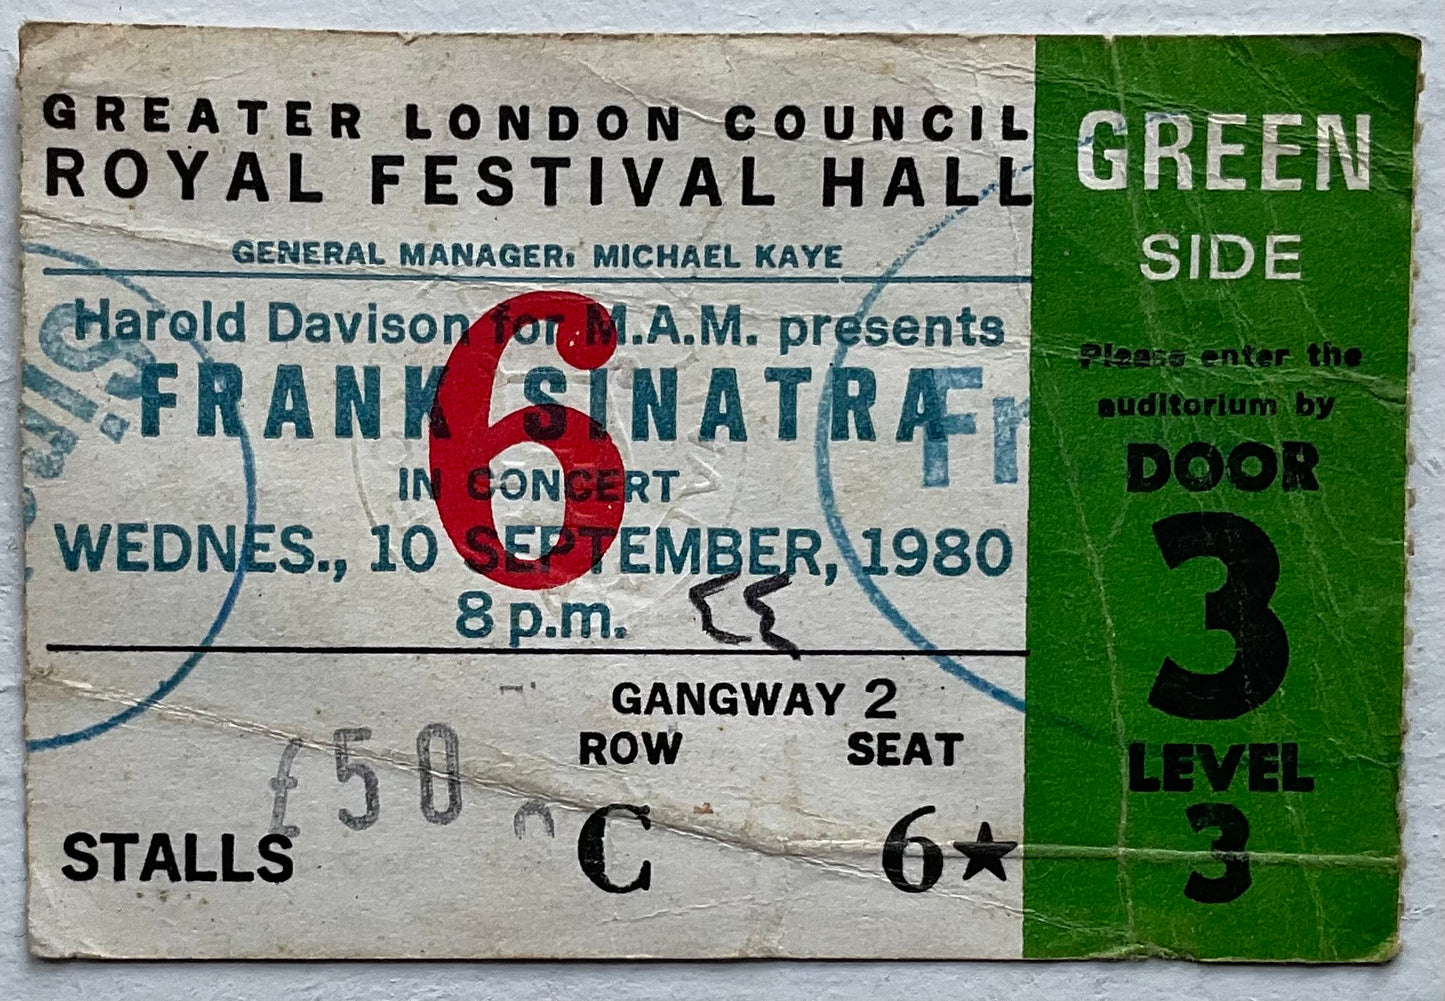 GREATER LONDON COUNCIL
ROYAL FESTIVAL HALL
GENERAL MANAGER: MICHAEL KAYE
Harold Davison for M.A.M. presents
FRANK SINATRA
IN CONCERT
WEDNES., 10 SEPTEMBER, 1980
8 p.m.
6
GANGWAY 2
ROW SEAT
£50
STALLS C 6★
GREEN
SIDE
Please enter the
auditorium by
DOOR
3
LEVEL
3